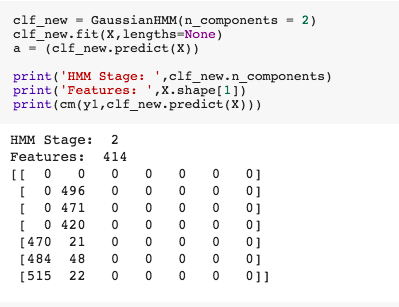 clf_new = GaussianHMM(n_components = 2)
clf_new.fit(X,lengths=None)
a = (clf_new.predict(X))
print('HMM Stage: ',clf_new.n_components)
print('Features: ',X.shape[1])
print(cm(y1,clf_new.predict(X)))
HMM Stage:  2
Features:  414
[[  0   0   0   0   0   0   0]
 [  0 496   0   0   0   0   0]
 [  0 471   0   0   0   0   0]
 [  0 420   0   0   0   0   0]
 [470  21   0   0   0   0   0]
 [484  48   0   0   0   0   0]
 [515  22   0   0   0   0   0]]